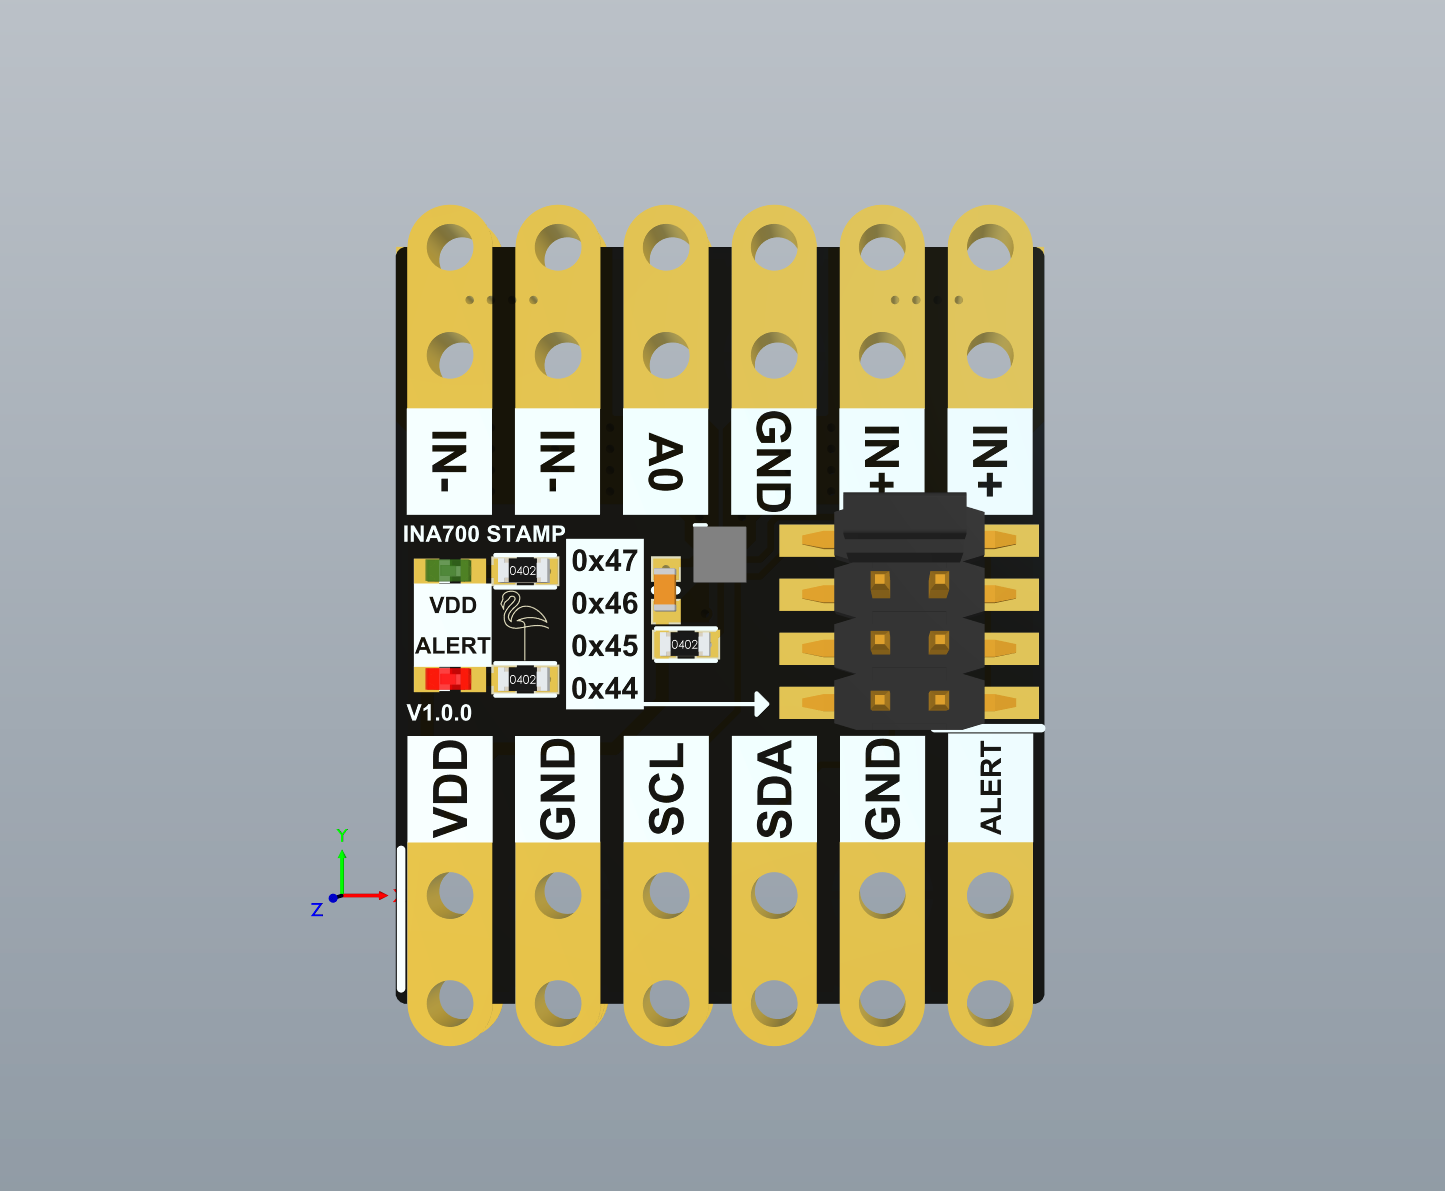 IN-
IN-
A0
GND
IN+
IN+
INA700 STAMP
0402
VDD
ALERT
0402
V1.0.0
0x47
0x46
0x45
0x44
0402
VDD
GND
SCL
SDA
GND
ALERT
Y
Z